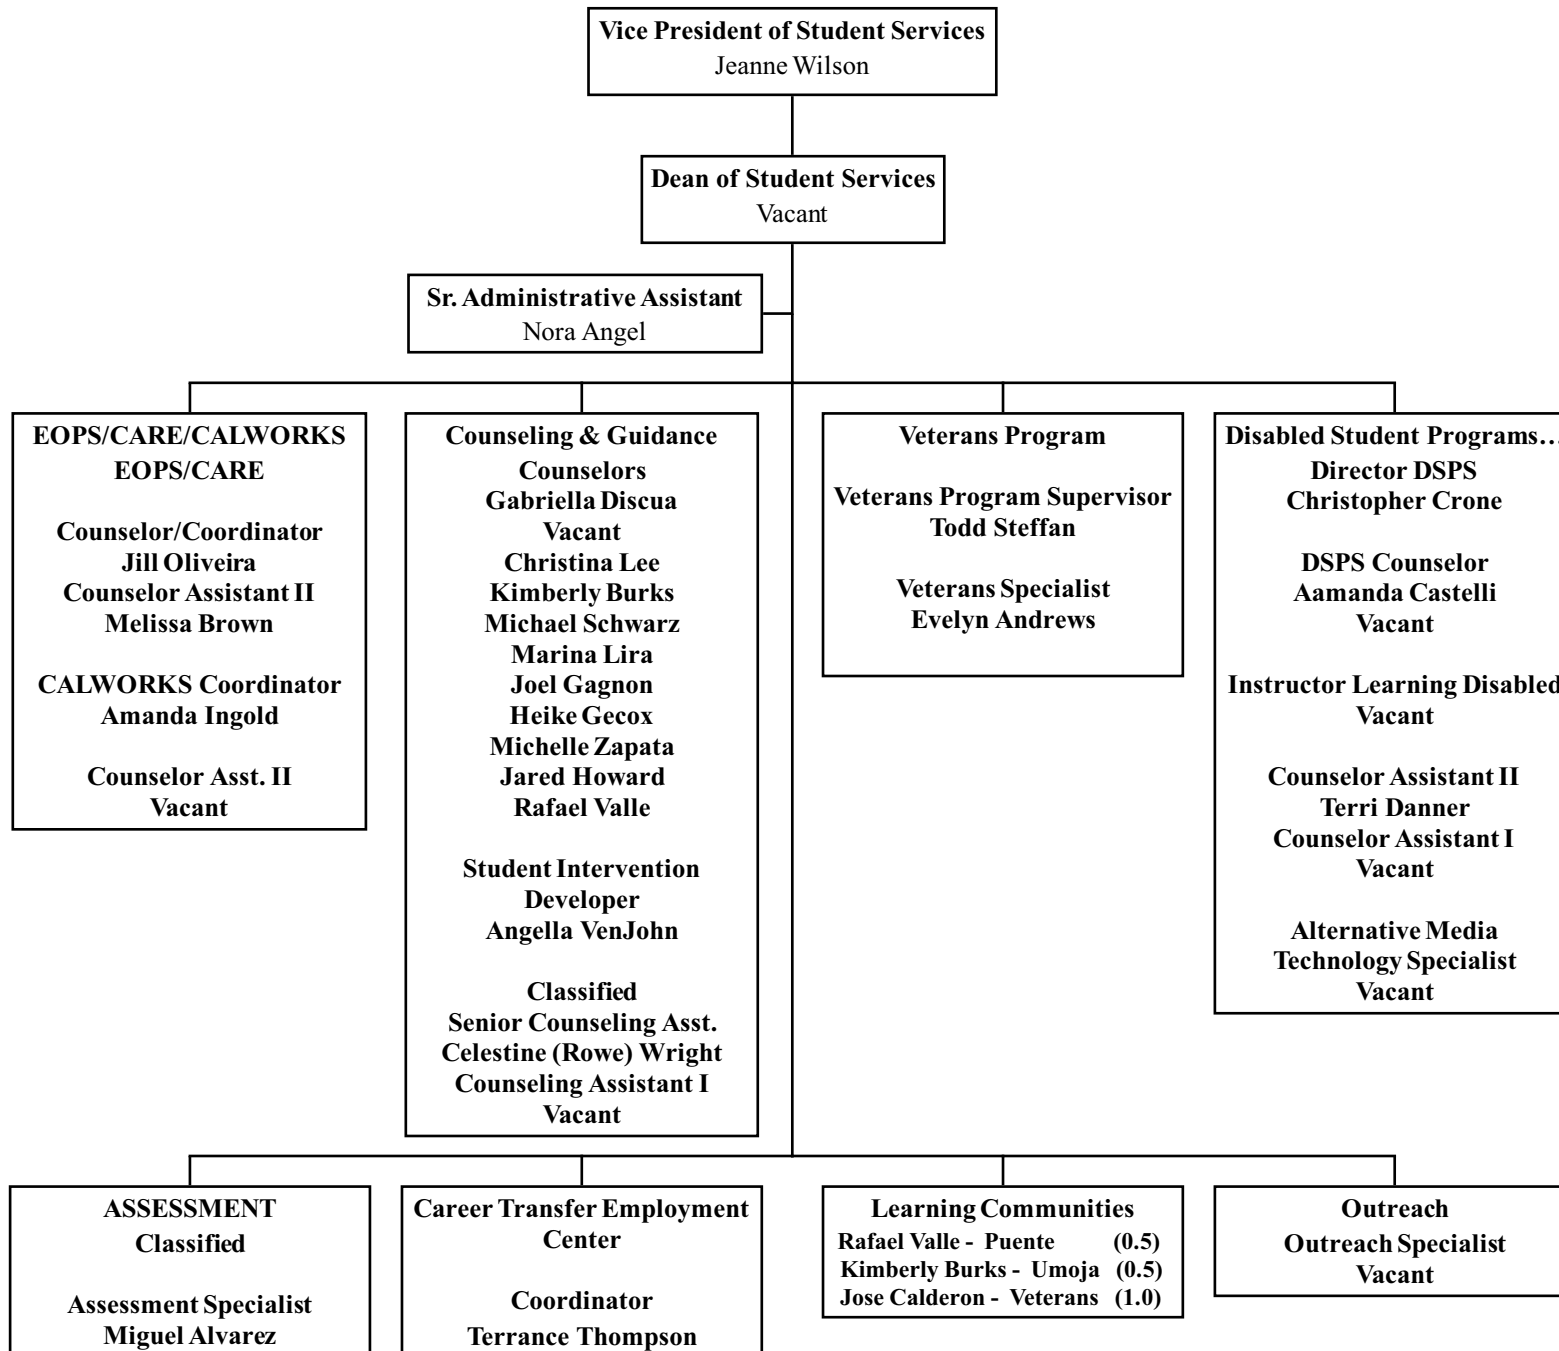 Vice President of Student Services
Jeanne Wilson
Dean of Student Services
Vacant
Sr. Administrative Assistant
Nora Angel
EOPS/CARE/CALWORKS
EOPS/CARE
Counselor/Coordinator
Jill Oliveira
Counselor Assistant II
Melissa Brown
CALWORKS Coordinator
Amanda Ingold
Counselor Asst. II
Vacant
Counseling & Guidance
Counselors
Gabriella Discua
Vacant
Christina Lee
Kimberly Burks
Michael Schwarz
Marina Lira
Joel Gagnon
Heike Gecox
Michelle Zapata
Jared Howard
Rafael Valle
Student Intervention
Developer
Angella VenJohn
Classified
Senior Counseling Asst.
Celestine (Rowe) Wright
Counseling Assistant I
Vacant
Veterans Program
Veterans Program Supervisor
Todd Steffan
Veterans Specialist
Evelyn Andrews
Disabled Student Programs…
Director DSPS
Christopher Crone
DSPS Counselor
Aamanda Castelli
Vacant
Instructor Learning Disabled
Vacant
Counselor Assistant II
Terri Danner
Counselor Assistant I
Vacant
Alternative Media
Technology Specialist
Vacant
ASSESSMENT
Classified
Assessment Specialist
Miguel Alvarez
Career Transfer Employment
Center
Coordinator
Terrance Thompson
Learning Communities
Rafael Valle - Puente (0.5)
Kimberly Burks - Umoja (0.5)
Jose Calderon - Veterans (1.0)
Outreach
Outreach Specialist
Vacant